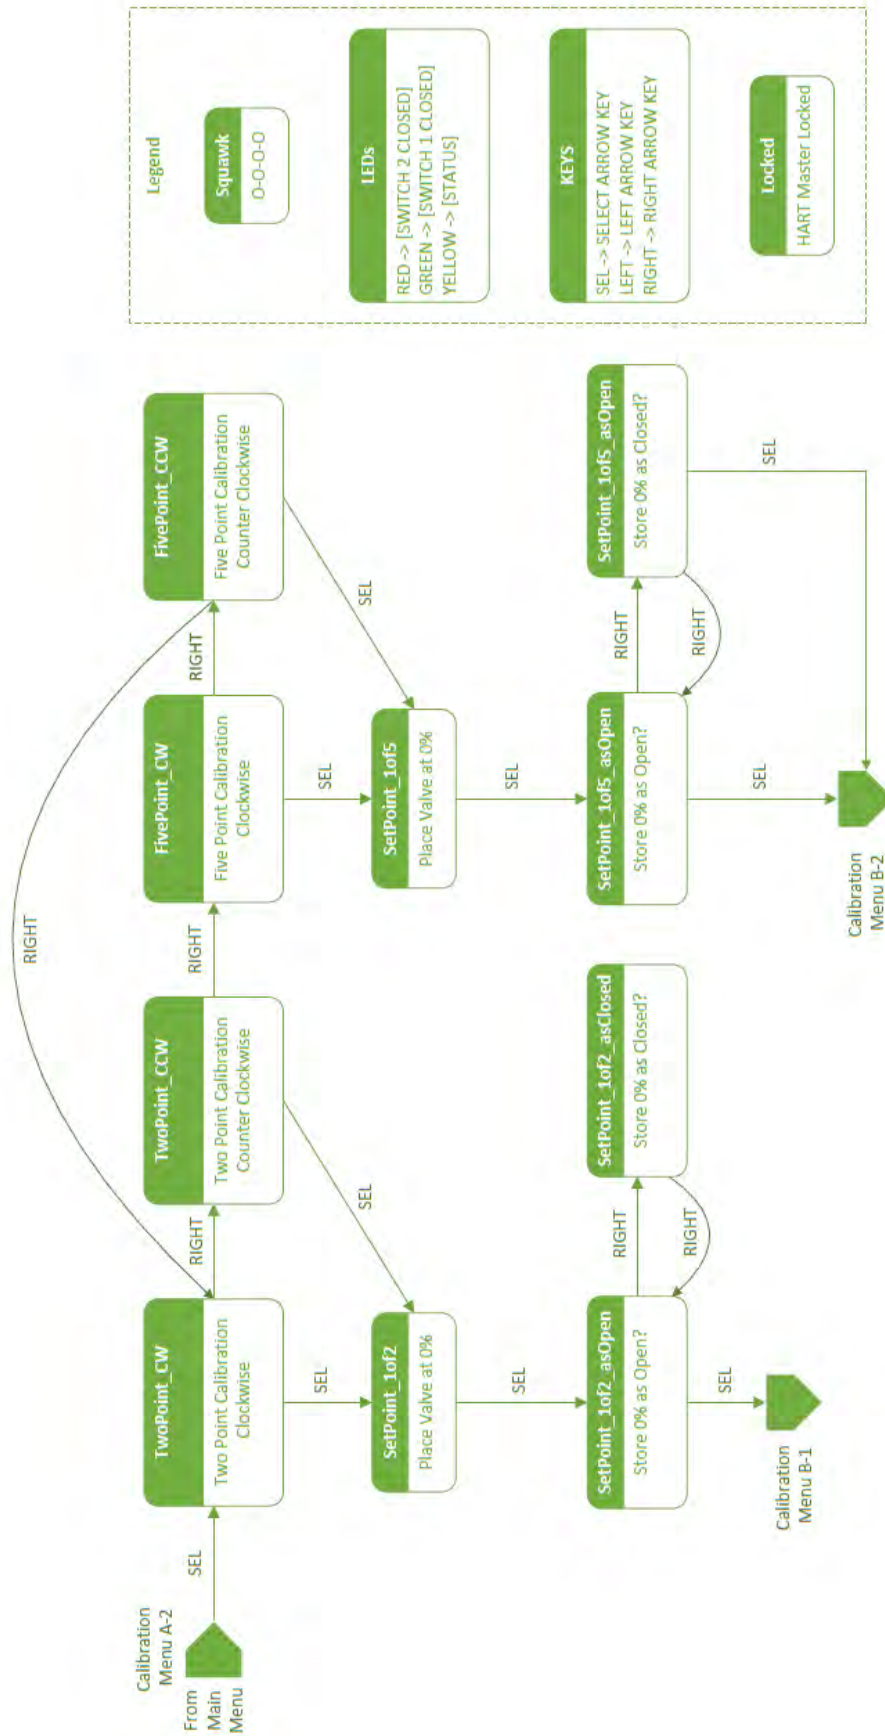 Calibration
Menu A-2
From
Main
Menu
SEL
TwoPoint_CW
Two Point Calibration
Clockwise
RIGHT
TwoPoint_CCW
Two Point Calibration
Counter Clockwise
RIGHT
FivePoint_CW
Five Point Calibration
Clockwise
RIGHT
FivePoint_CCW
Five Point Calibration
Counter Clockwise
RIGHT
SEL
SEL
SEL
SEL
SetPoint_1of2
Place Valve at 0%
SetPoint_1of5
Place Valve at 0%
SEL
SEL
SetPoint_1of2_asOpen
Store 0% as Open?
RIGHT
RIGHT
SetPoint_1of2_asClosed
Store 0% as Closed?
SetPoint_1of5_asOpen
Store 0% as Open?
RIGHT
RIGHT
SetPoint_1of5_asOpen
Store 0% as Closed?
SEL
SEL
SEL
Calibration
Menu B-1
Calibration
Menu B-2
Legend
Squawk
O-O-O-O
LEDs
RED -> [SWITCH 2 CLOSED]
GREEN -> [SWITCH 1 CLOSED]
YELLOW -> [STATUS]
KEYS
SEL -> SELECT ARROW KEY
LEFT -> LEFT ARROW KEY
RIGHT -> RIGHT ARROW KEY
Locked
HART Master Locked